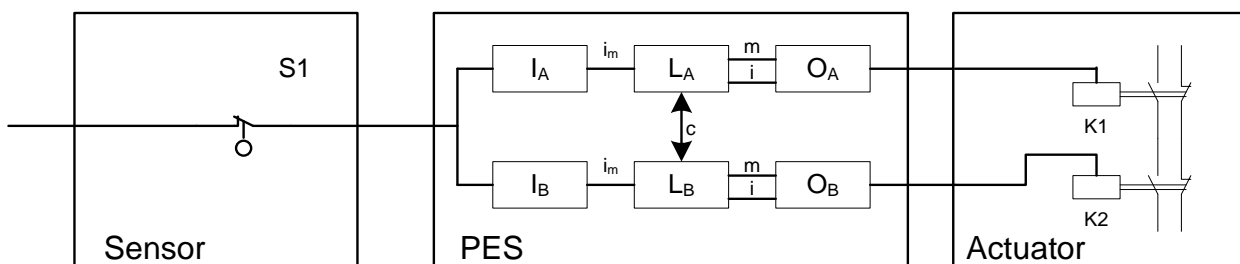 S1
I_A i_m L_A m i O_A
K1
c
I_B i_m L_B m i O_B
K2
Sensor PES Actuator